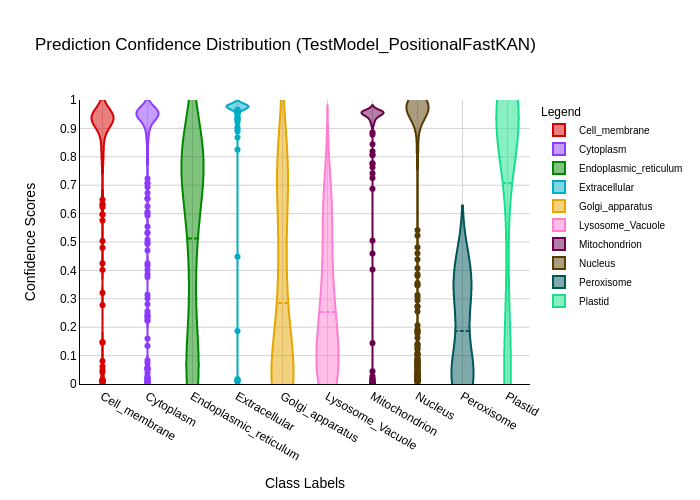 Prediction Confidence Distribution (TestModel_PositionalFastKAN)
Legend
Cell_membrane
Cytoplasm
Endoplasmic_reticulum
Extracellular
Golgi_apparatus
Lysosome_Vacuole
Mitochondrion
Nucleus
Peroxisome
Plastid
Confidence Scores
1
0.9
0.8
0.7
0.6
0.5
0.4
0.3
0.2
0.1
0
Cell_membrane
Cytoplasm
Endoplasmic_reticulum
Extracellular
Golgi_apparatus
Lysosome_Vacuole
Mitochondrion
Nucleus
Peroxisome
Plastid
Class Labels